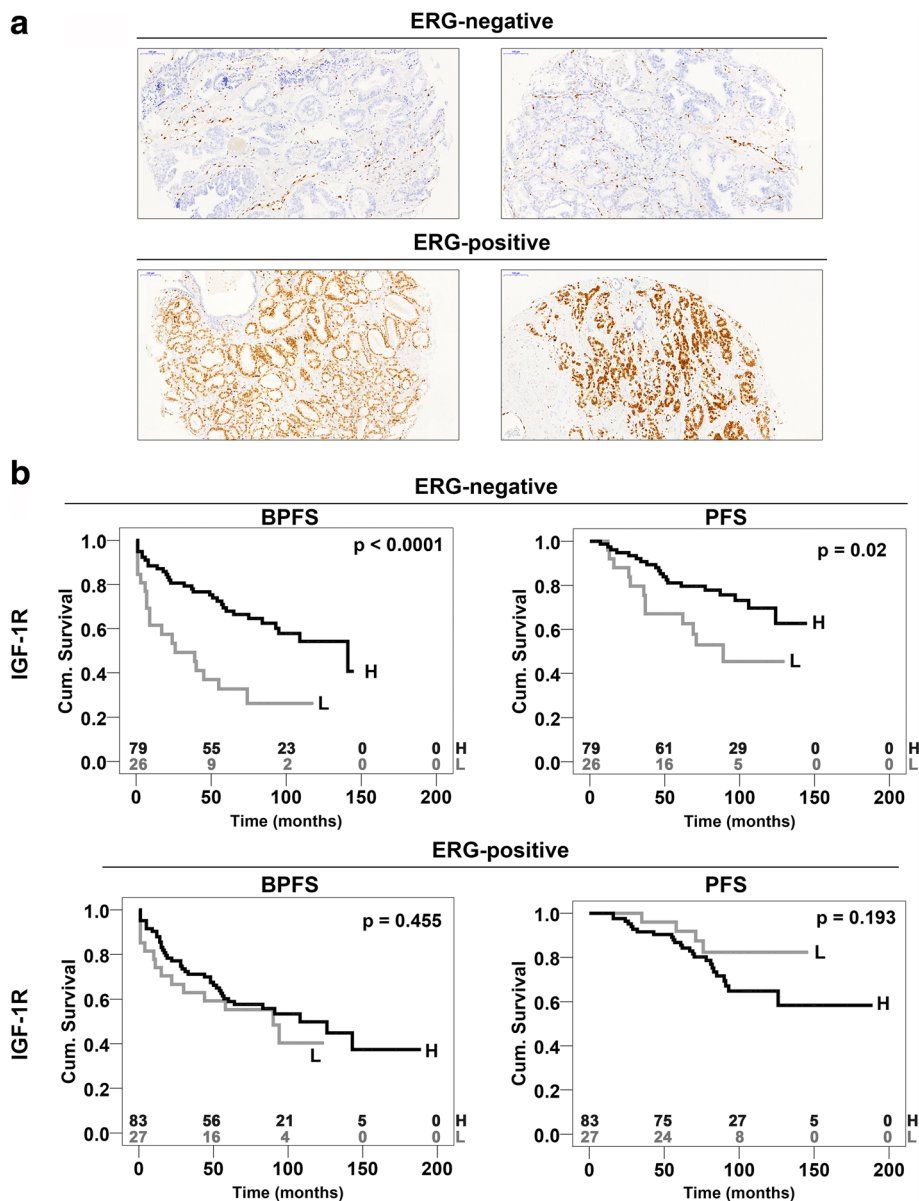 a
ERG-negative
ERG-positive
b
ERG-negative
BPFS
PFS
IGF-1R
Cum. Survival
1.0
0.8
0.6
0.4
0.2
0.0
p < 0.0001
H
L
79 55 23 0 0 H
26 9 2 0 0 L
0 50 100 150 200
Time (months)
Cum. Survival
1.0
0.8
0.6
0.4
0.2
0.0
p = 0.02
H
L
79 61 29 0 0 H
26 16 5 0 0 L
0 50 100 150 200
Time (months)
ERG-positive
BPFS
PFS
IGF-1R
Cum. Survival
1.0
0.8
0.6
0.4
0.2
0.0
p = 0.455
H
L
83 56 21 5 0 H
27 16 4 0 0 L
0 50 100 150 200
Time (months)
Cum. Survival
1.0
0.8
0.6
0.4
0.2
0.0
p = 0.193
L
H
83 75 27 5 0 H
27 24 8 0 0 L
0 50 100 150 200
Time (months)